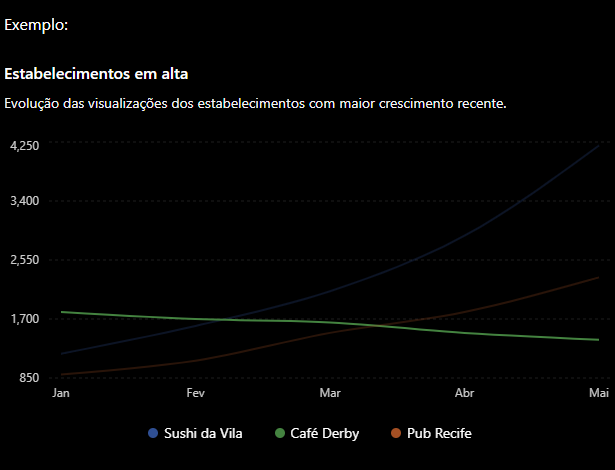 Exemplo:
Estabelecimentos em alta
Evolução das visualizações dos estabelecimentos com maior crescimento recente.
4,250
3,400
2,550
1,700
850
Jan Fev Mar Abr Mai
Sushi da Vila Café Derby Pub Recife